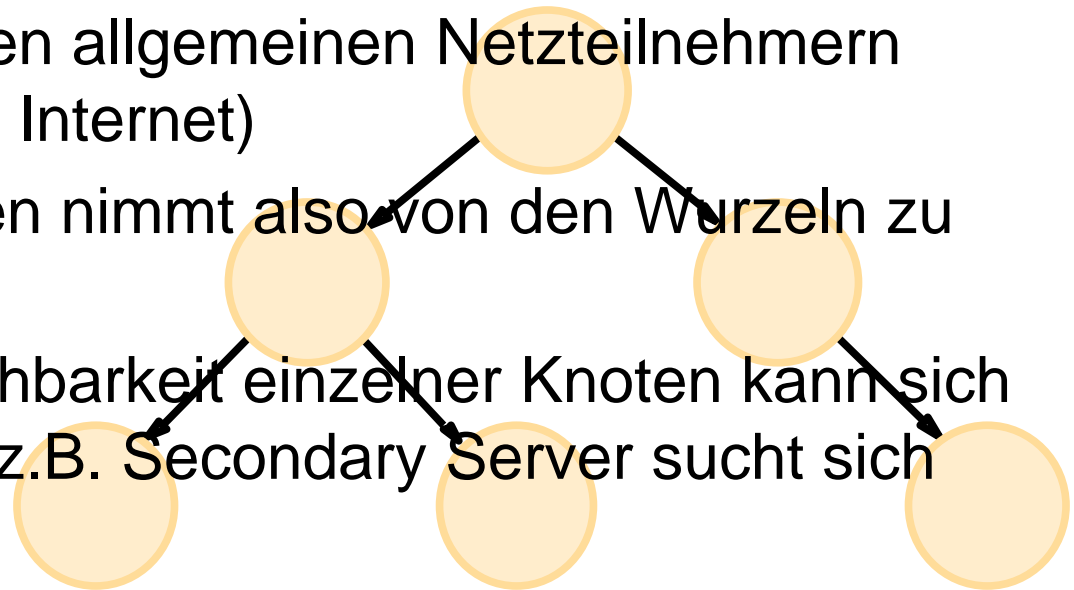 en allgemeinen Netzteilnehmern
Internet)
en nimmt also von den Wurzeln zu
hbarkeit einzelner Knoten kann sich
z.B. Secondary Server sucht sich